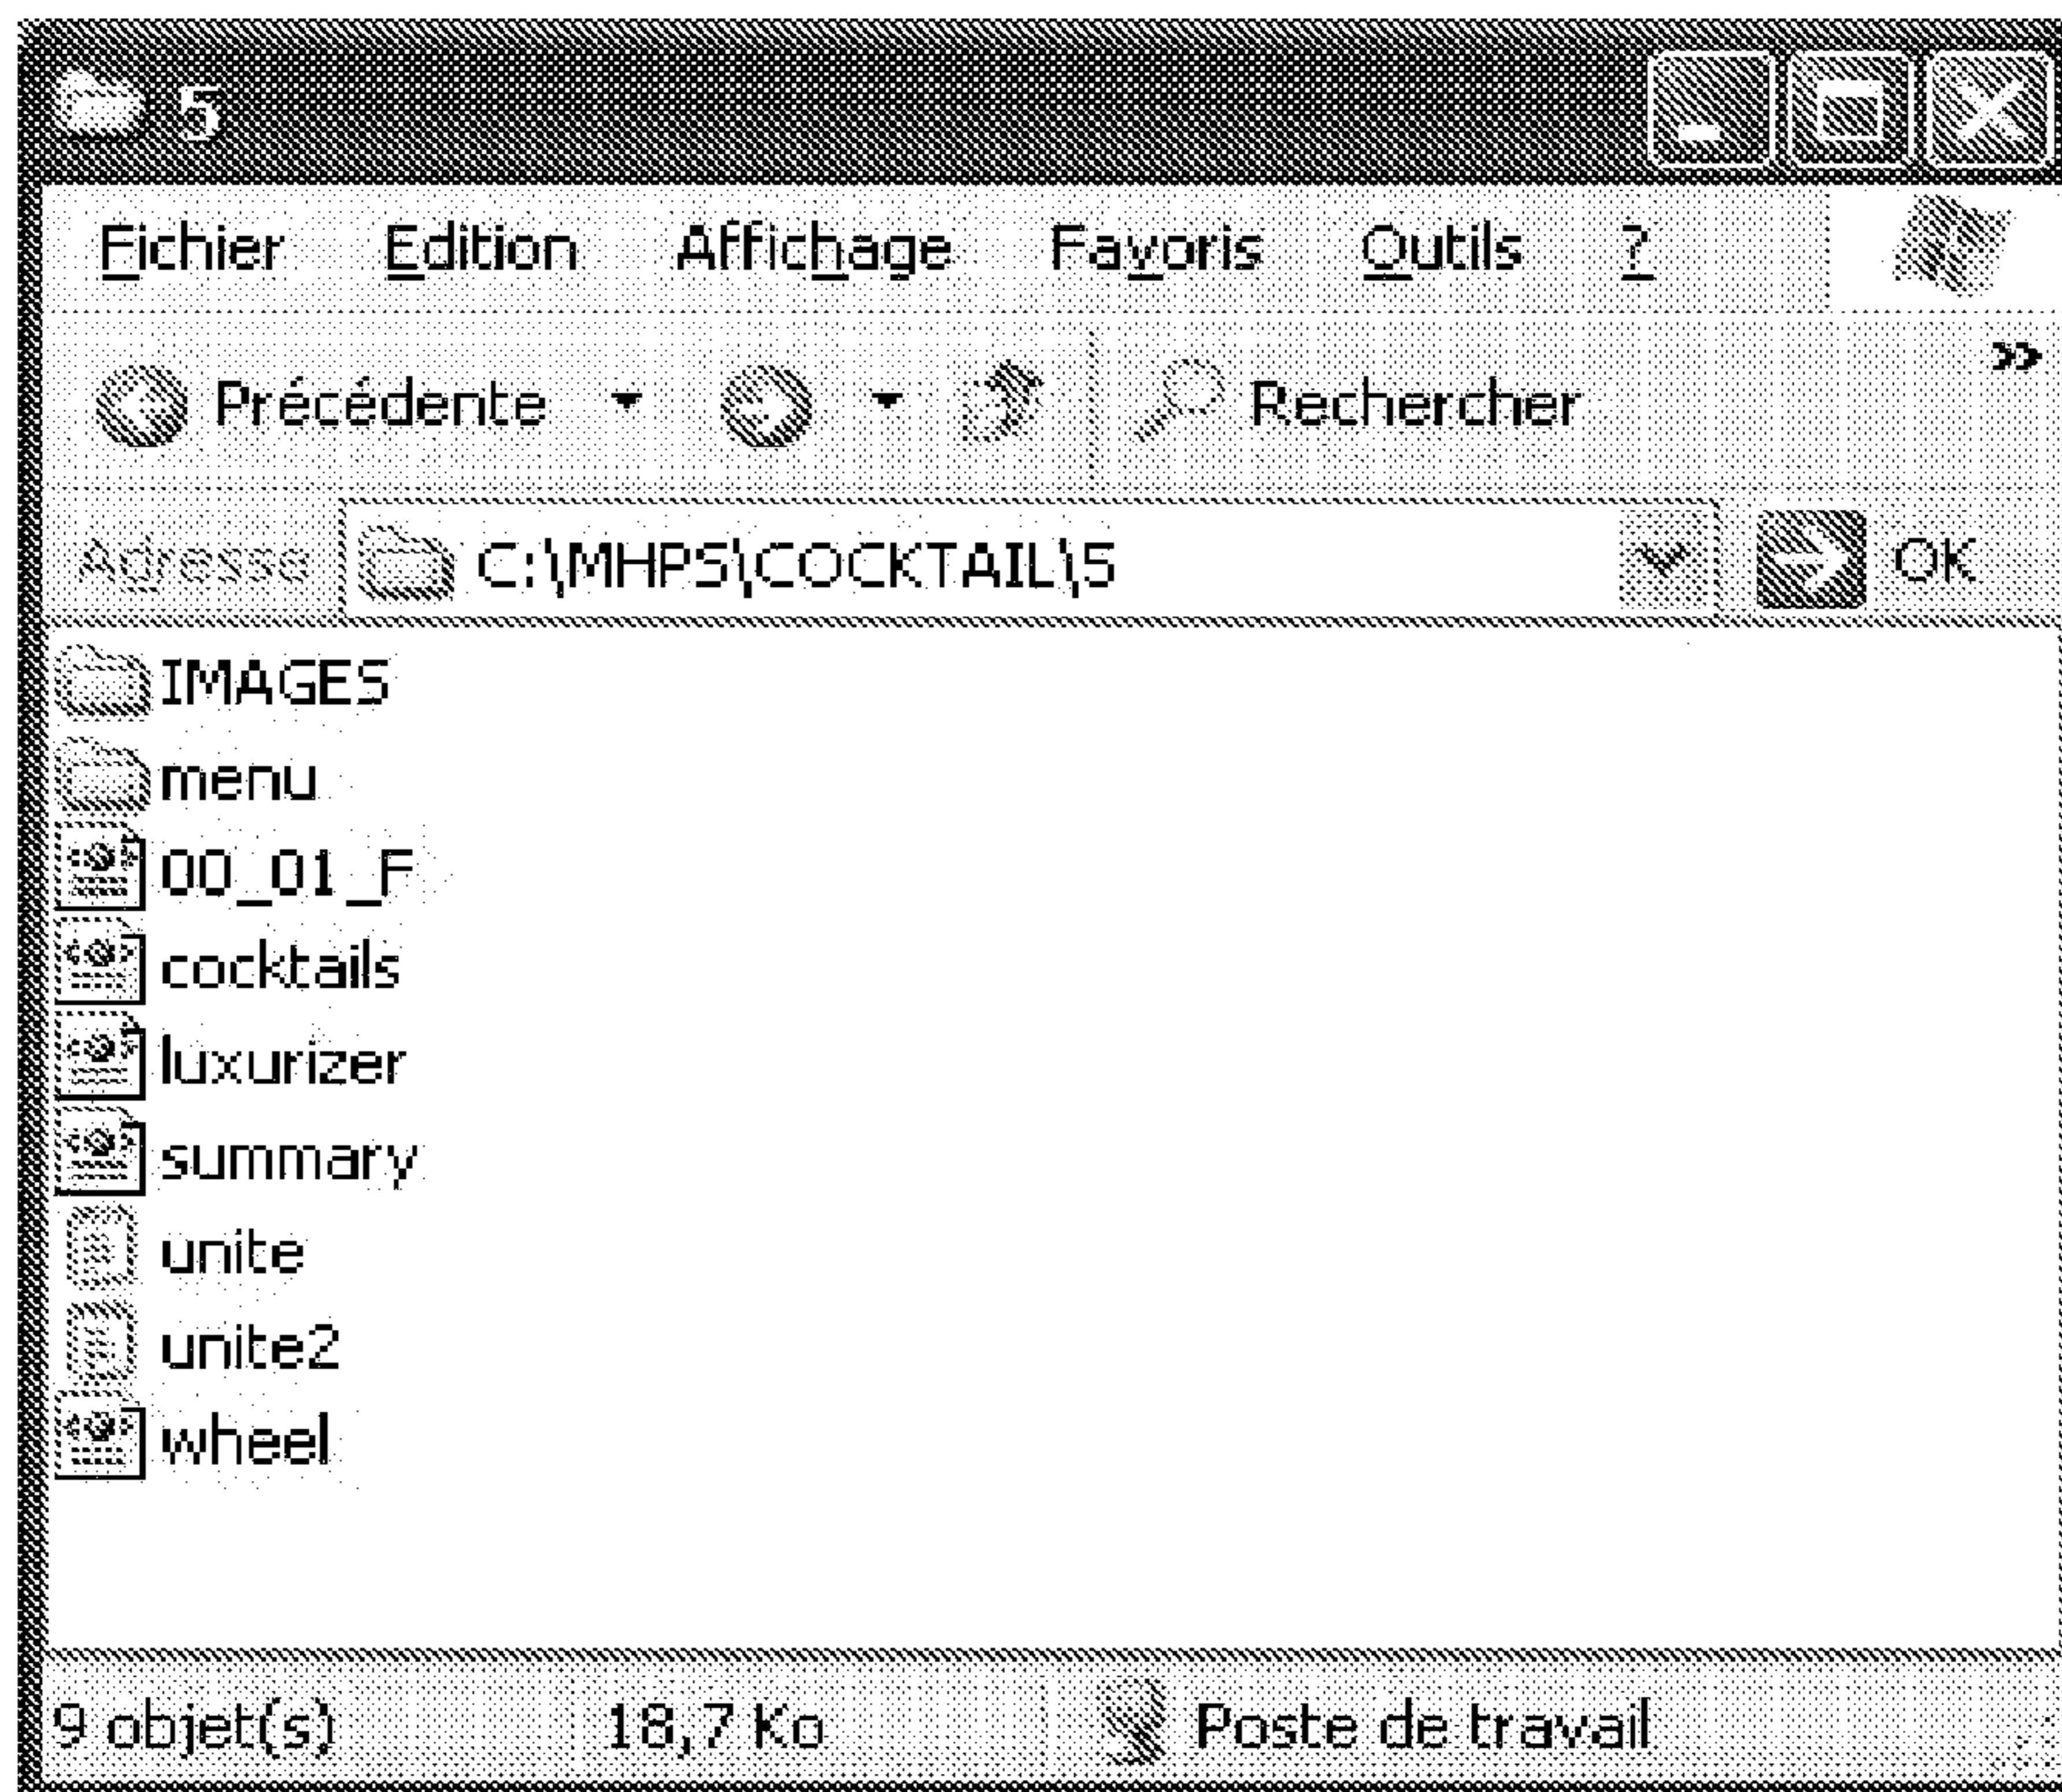 5
Fichier Edition Affichage Favoris Outils ?
Précédente Rechercher »
Adresse C:\MHPS\COCKTAIL\5 OK
IMAGES
menu
00_01_F
cocktails
luxurizer
summary
unite
unite2
wheel
9 objet(s) 18,7 Ko Poste de travail